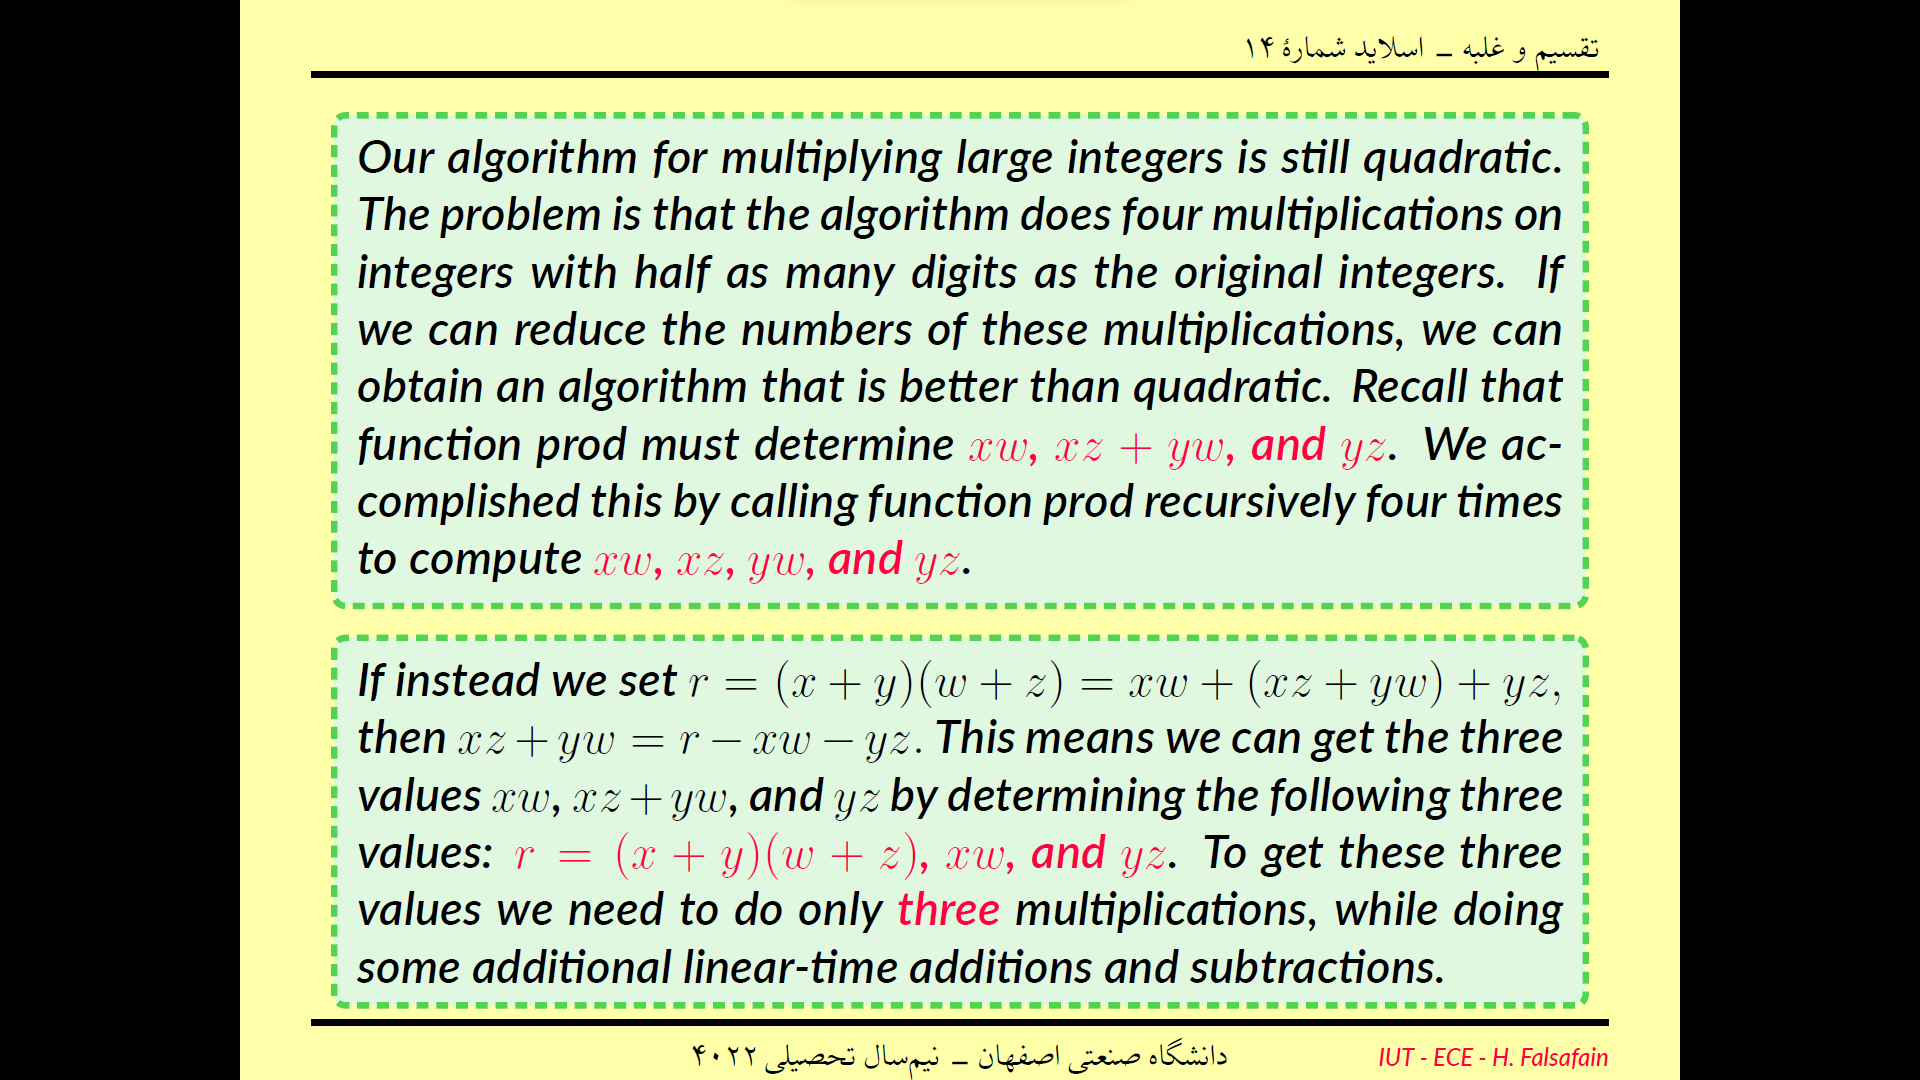 تقسیم و غلبه – اسلاید شمارهٔ ۱۴
Our algorithm for multiplying large integers is still quadratic.
The problem is that the algorithm does four multiplications on
integers with half as many digits as the original integers. If
we can reduce the numbers of these multiplications, we can
obtain an algorithm that is better than quadratic. Recall that
function prod must determine xw, xz + yw, and yz. We ac-
complished this by calling function prod recursively four times
to compute xw, xz, yw, and yz.
If instead we set r = (x + y)(w + z) = xw + (xz + yw) + yz,
then xz + yw = r − xw − yz. This means we can get the three
values xw, xz + yw, and yz by determining the following three
values: r = (x + y)(w + z), xw, and yz. To get these three
values we need to do only three multiplications, while doing
some additional linear-time additions and subtractions.
دانشگاه صنعتی اصفهان – نیم‌سال تحصیلی ۴۰۲۲
IUT - ECE - H. Falsafain